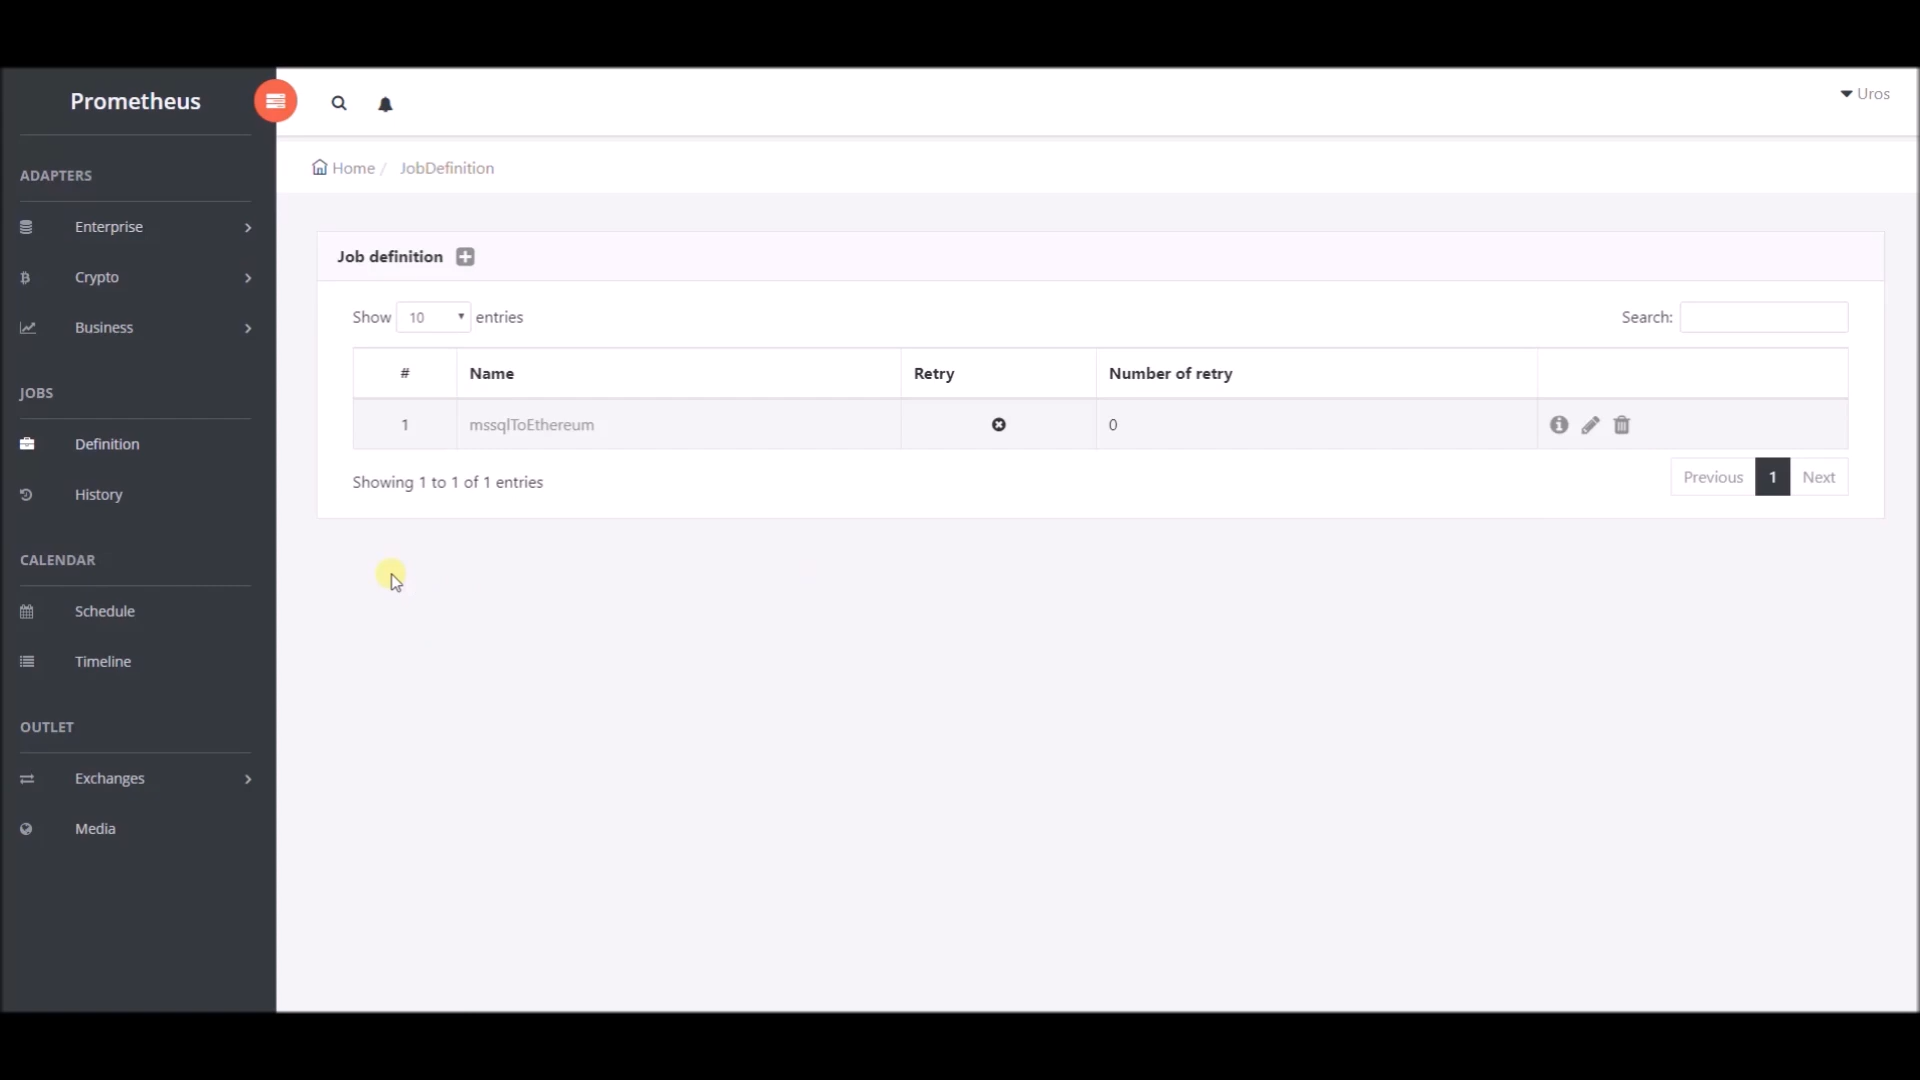 Prometheus
Uros
Home / JobDefinition
ADAPTERS
Enterprise
Crypto
Business
JOBS
Definition
History
CALENDAR
Schedule
Timeline
OUTLET
Exchanges
Media
Job definition
Show 10 entries
Search:
# Name Retry Number of retry
1 mssqlToEthereum 0
Showing 1 to 1 of 1 entries
Previous 1 Next